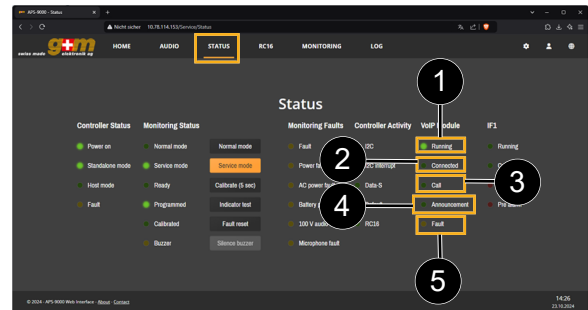 APS-9000 - Status
Nicht sicher 10.78.114.153/Service/Status
swiss made g+m elektronik ag
HOME AUDIO STATUS RC16 MONITORING LOG
1
Status
Controller Status Monitoring Status Monitoring Faults Controller Activity VoIP Module IF1
Power on Normal mode Normal mode Fault I2C Running Running
2
Standalone mode Service mode Service mode Power fa I2C Interrupt Connected
3
Host mode Ready Calibrate (5 sec) AC power fau Data-S Call
4
Fault Programmed Indicator test Battery Announcement Pre alarm
Calibrated Fault reset 100 V audio RC16 Fault
Buzzer Silence buzzer Microphone fault
5
© 2024 - APS-9000 Web Interface - About - Contact
14:26
23.10.2024